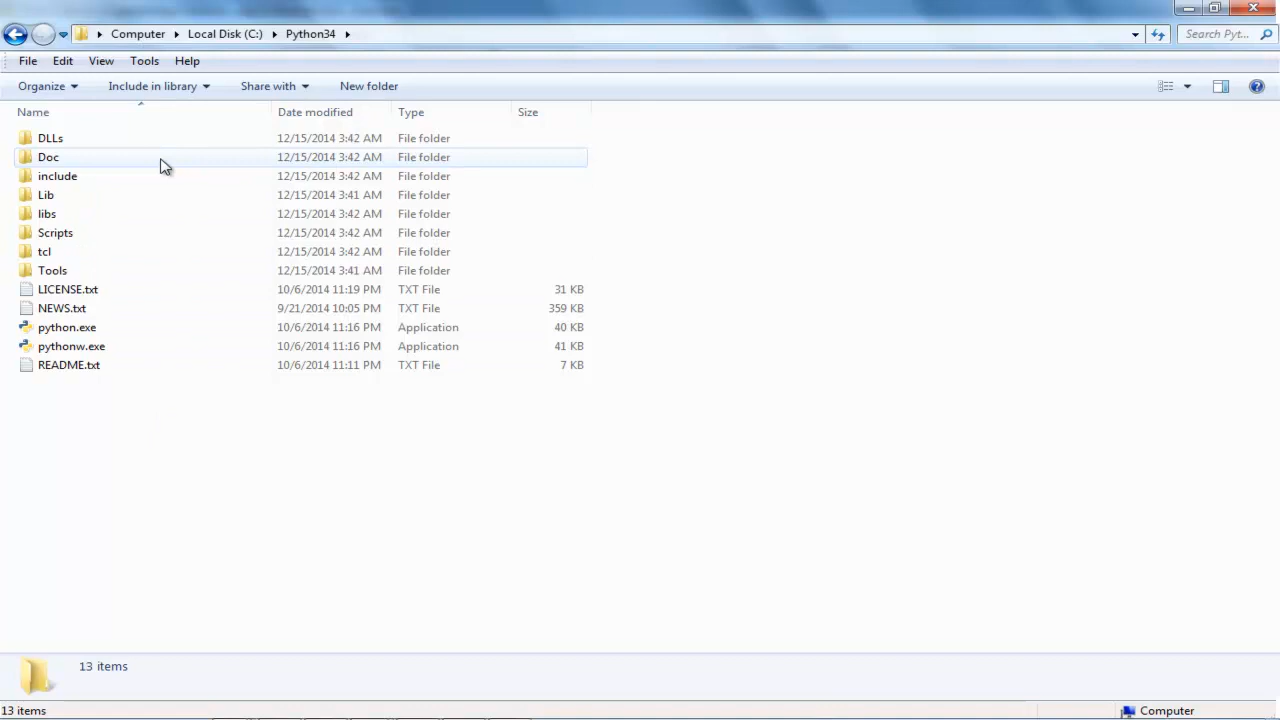 Computer Local Disk (C:) Python34 Search Pyt...
File Edit View Tools Help
Organize Include in library Share with New folder
Name Date modified Type Size
DLLs 12/15/2014 3:42 AM File folder
Doc 12/15/2014 3:42 AM File folder
include 12/15/2014 3:42 AM File folder
Lib 12/15/2014 3:41 AM File folder
libs 12/15/2014 3:42 AM File folder
Scripts 12/15/2014 3:42 AM File folder
tcl 12/15/2014 3:42 AM File folder
Tools 12/15/2014 3:41 AM File folder
LICENSE.txt 10/6/2014 11:19 PM TXT File 31 KB
NEWS.txt 9/21/2014 10:05 PM TXT File 359 KB
python.exe 10/6/2014 11:16 PM Application 40 KB
pythonw.exe 10/6/2014 11:16 PM Application 41 KB
README.txt 10/6/2014 11:11 PM TXT File 7 KB
13 items
13 items Computer